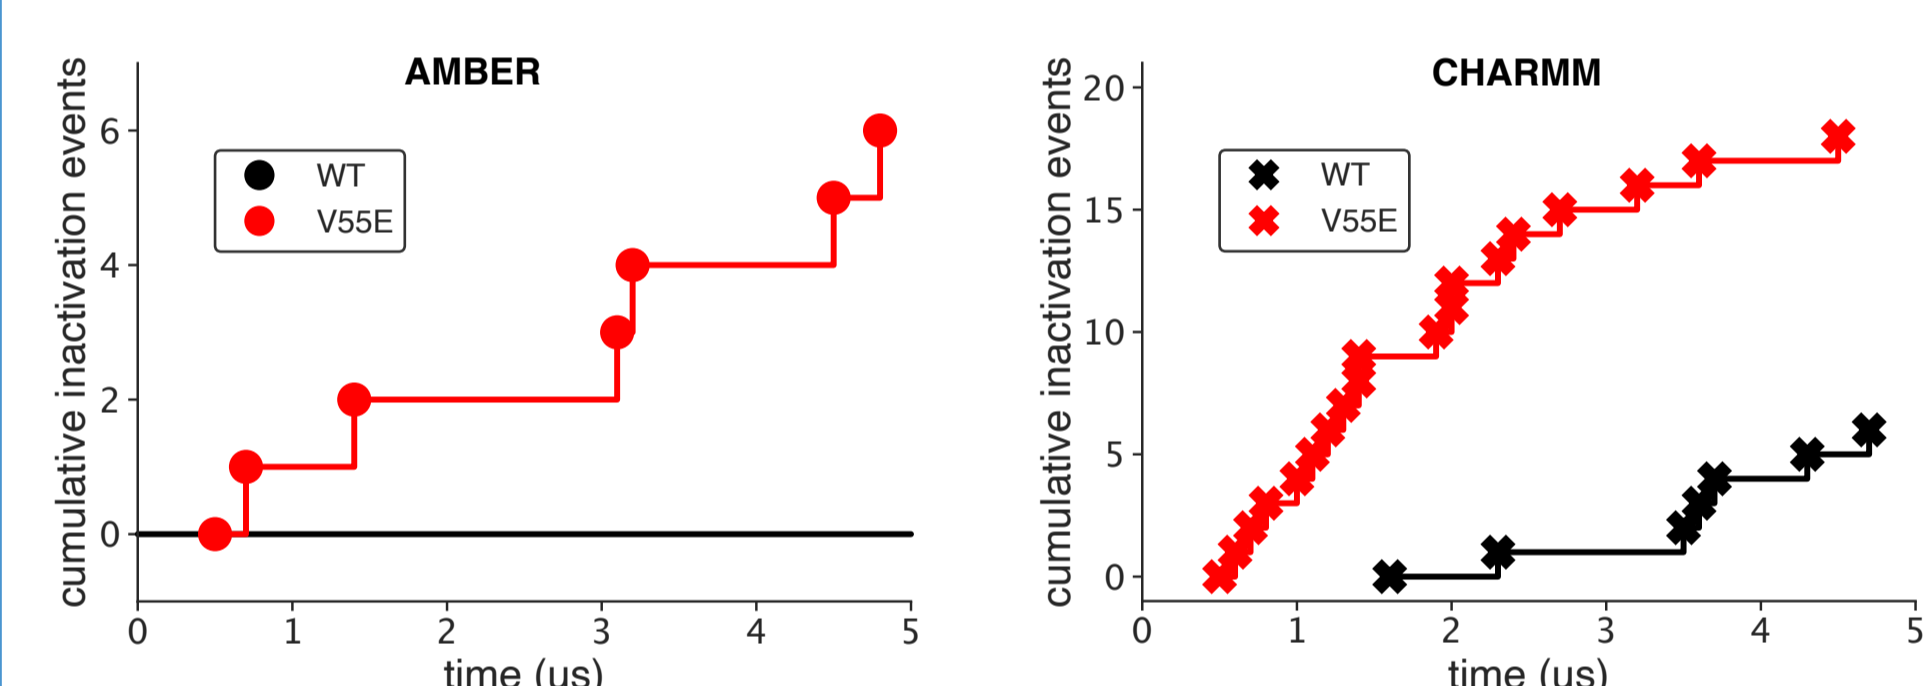 AMBER
cumulative inactivation events
6
4
2
0
WT
V55E
0 1 2 3 4 5
time (us)
CHARMM
cumulative inactivation events
20
15
10
5
0
WT
V55E
0 1 2 3 4 5
time (us)